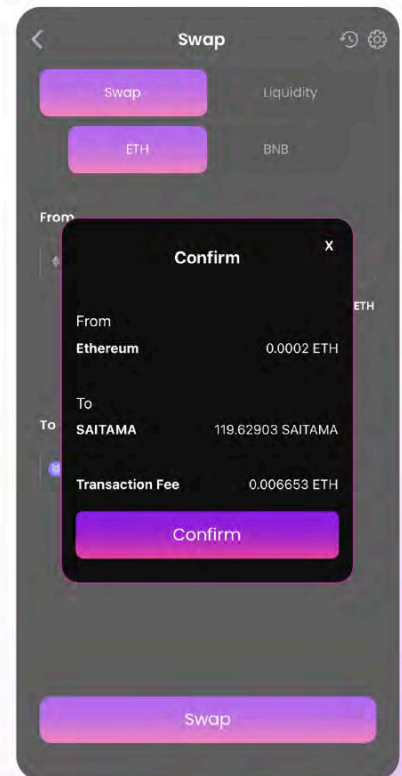 Swap
Swap Liquidity
ETH BNB
From
Confirm X
ETH
From
Ethereum 0.0002 ETH
To
To
SAITAMA 119.62903 SAITAMA
Transaction Fee 0.006653 ETH
Confirm
Swap